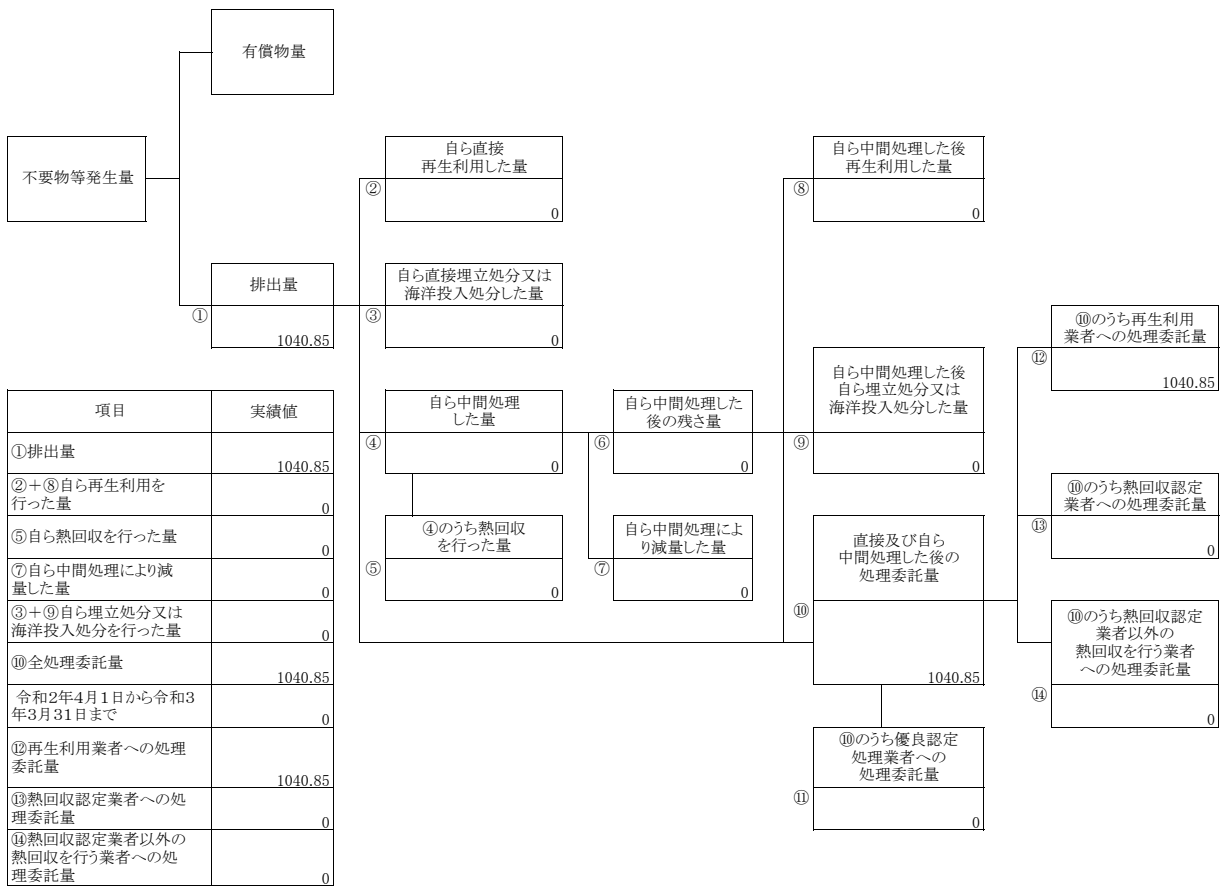 有償物量
不要物等発生量
自ら直接
再生利用した量
②
0
自ら中間処理した後
再生利用した量
⑧
0
排出量
①
1040.85
自ら直接埋立処分又は
海洋投入処分した量
③
0
⑩のうち再生利用
業者への処理委託量
⑫
1040.85
自ら中間処理
した量
④
0
自ら中間処理した
後の残さ量
⑥
0
自ら中間処理した後
自ら埋立処分又は
海洋投入処分した量
⑨
0
⑩のうち熱回収認定
業者への処理委託量
⑬
0
④のうち熱回収
を行った量
⑤
0
自ら中間処理によ
り減量した量
⑦
0
直接及び自ら
中間処理した後の
処理委託量
⑩
1040.85
⑩のうち熱回収認定
業者以外の
熱回収を行う業者
への処理委託量
⑭
0
⑩のうち優良認定
処理業者への
処理委託量
⑪
0
項目 実績値
①排出量
1040.85
②＋⑧自ら再生利用を
行った量
0
⑤自ら熱回収を行った量
0
⑦自ら中間処理により減
量した量
0
③＋⑨自ら埋立処分又は
海洋投入処分を行った量
0
⑩全処理委託量
1040.85
令和2年4月1日から令和3
年3月31日まで
0
⑫再生利用業者への処理
委託量
1040.85
⑬熱回収認定業者への処
理委託量
0
⑭熱回収認定業者以外の
熱回収を行う業者への処
理委託量
0